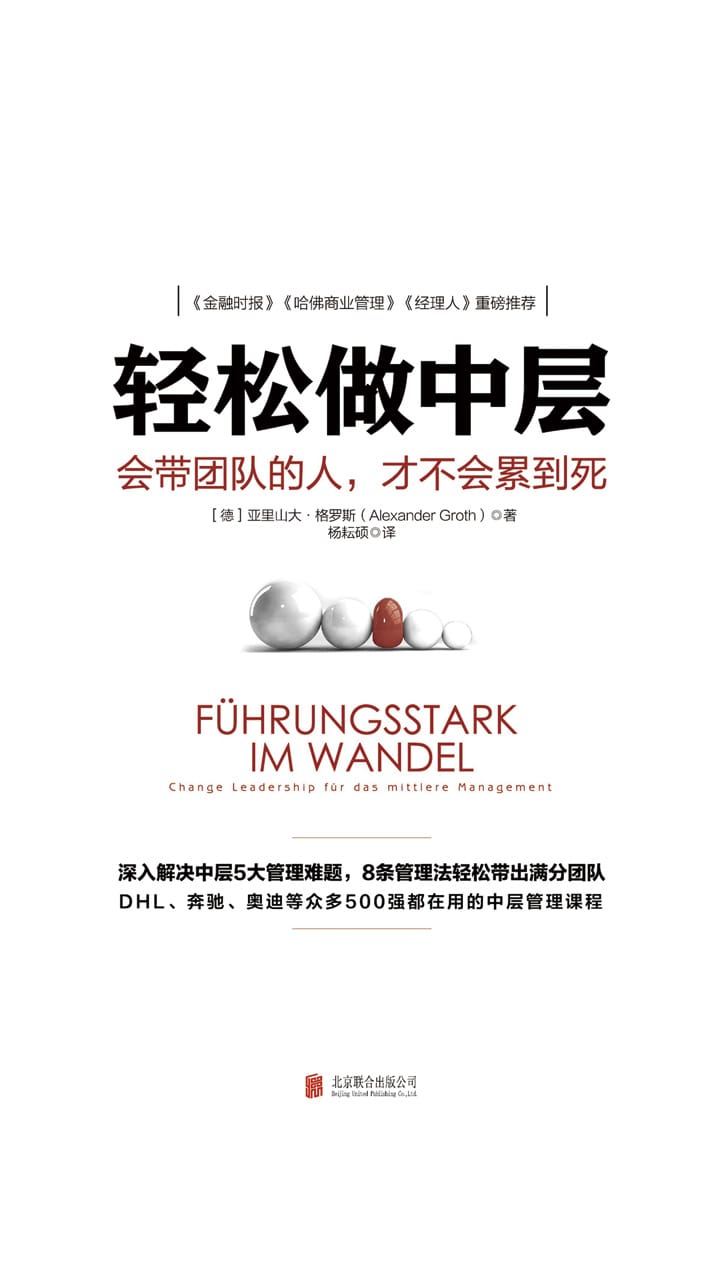 《金融时报》《哈佛商业管理》《经理人》重磅推荐
轻松做中层
会带团队的人，才不会累到死
［德］亚里山大·格罗斯（Alexander Groth）◎著
杨耘硕◎译
FÜHRUNGSSTARK
IM WANDEL
Change Leadership für das mittlere Management
深入解决中层5大管理难题，8条管理法轻松带出满分团队
DHL、奔驰、奥迪等众多500强都在用的中层管理课程
北京联合出版公司
Beijing United Publishing Co.,Ltd.